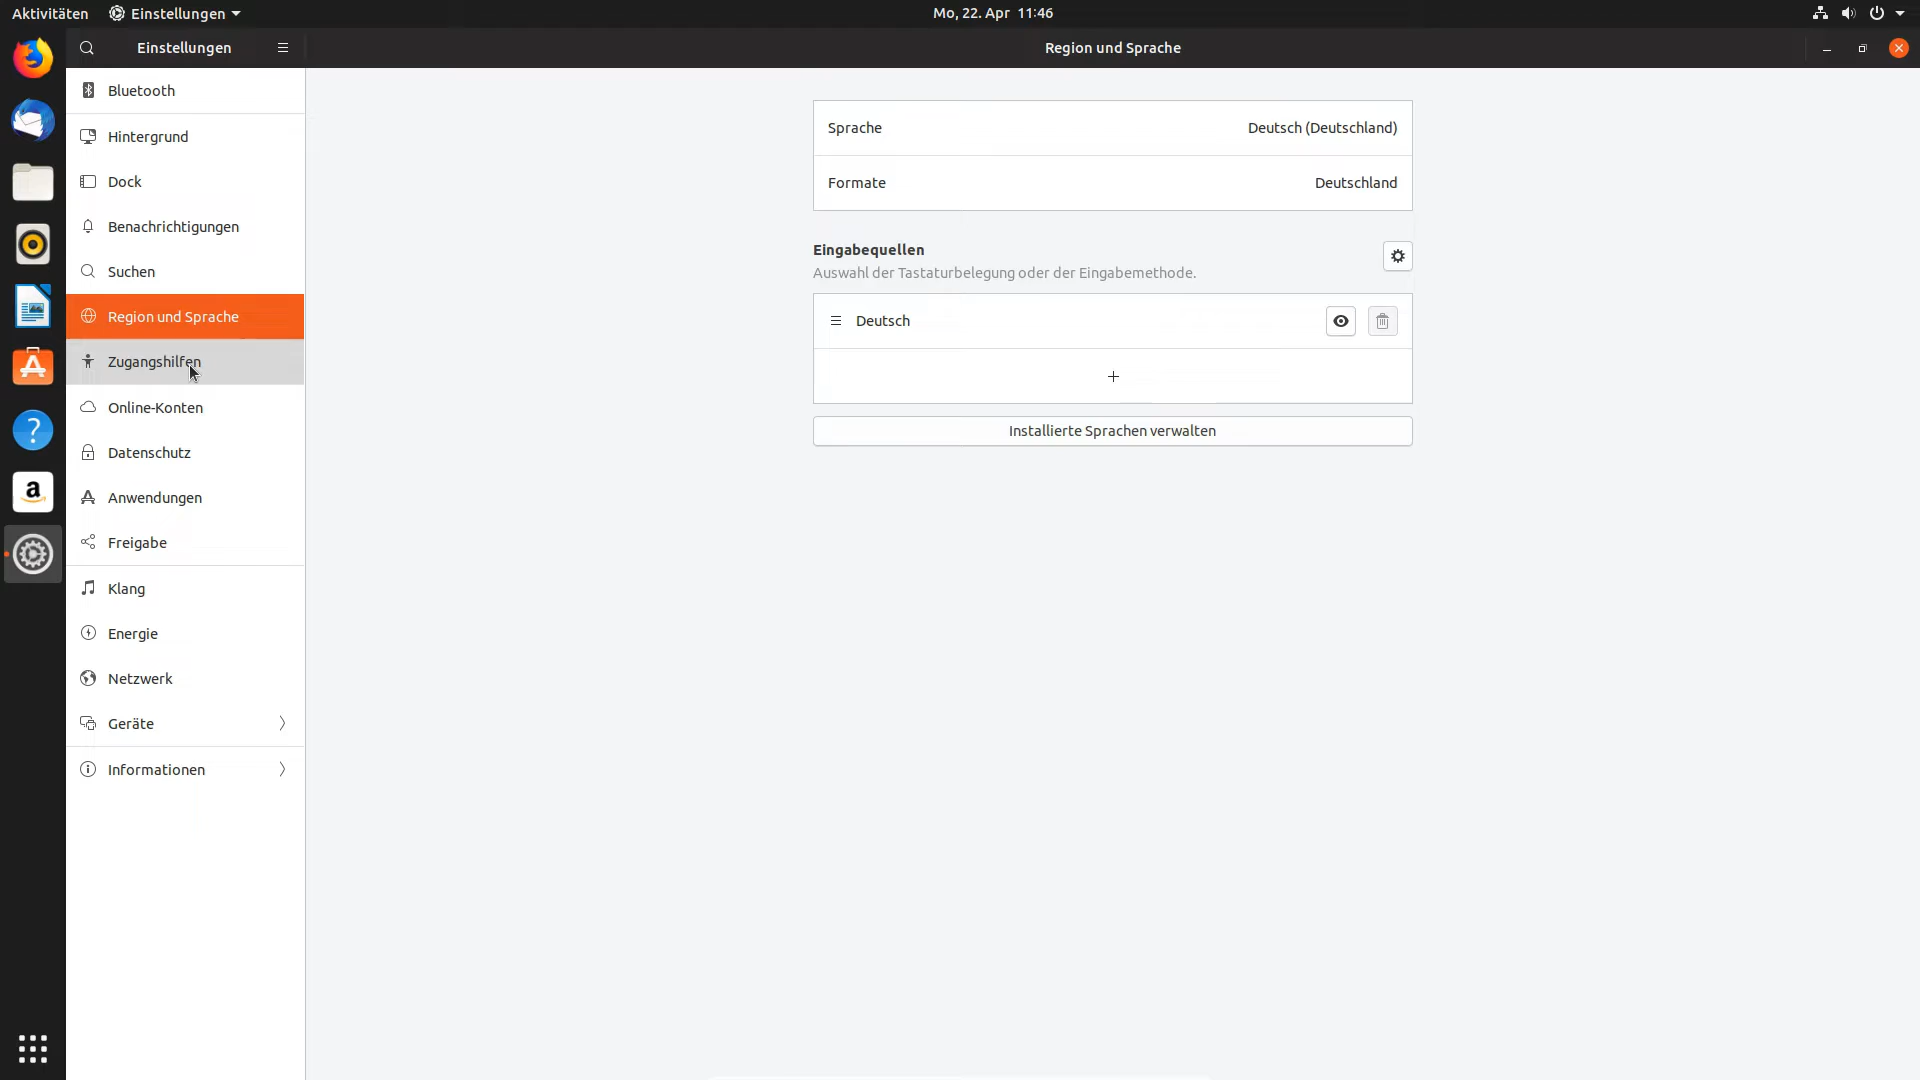 Aktivitäten Einstellungen Mo, 22. Apr 11:46
Einstellungen
Region und Sprache
Bluetooth
Hintergrund
Dock
Benachrichtigungen
Suchen
Region und Sprache
Zugangshilfen
Online-Konten
Datenschutz
Anwendungen
Freigabe
Klang
Energie
Netzwerk
Geräte
Informationen
Sprache Deutsch (Deutschland)
Formate Deutschland
Eingabequellen
Auswahl der Tastaturbelegung oder der Eingabemethode.
Deutsch
Installierte Sprachen verwalten